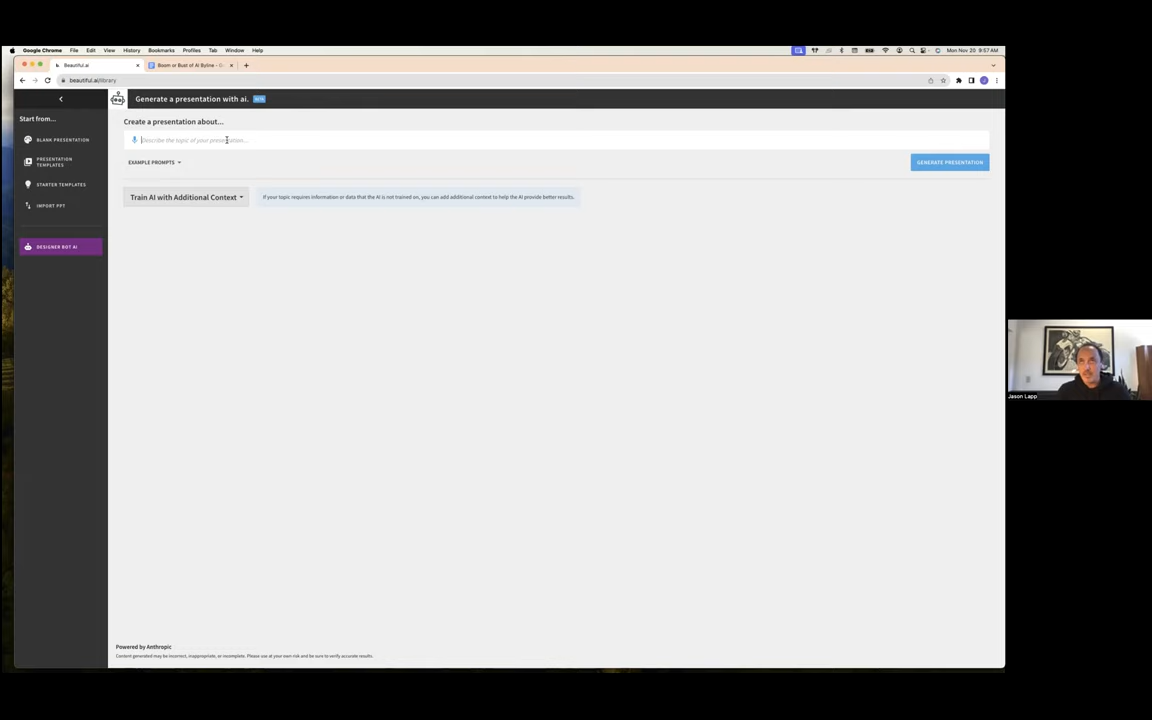 Google Chrome File Edit View History Bookmarks Profiles Tab Window Help Mon Nov 20 9:57 AM
Beautiful.ai Boom or Bust of AI Byline - G
beautiful.ai/library
Generate a presentation with ai. BETA
Start from...
BLANK PRESENTATION
PRESENTATION TEMPLATES
STARTER TEMPLATES
IMPORT PPT
DESIGNER BOT AI
Create a presentation about...
Describe the topic of your presentation...
EXAMPLE PROMPTS
GENERATE PRESENTATION
Train AI with Additional Context
If your topic requires information or data that the AI is not trained on, you can add additional context to help the AI provide better results.
Jason Lapp
Powered by Anthropic
Content generated may be incorrect, inappropriate, or incomplete. Please use at your own risk and be sure to verify accurate results.